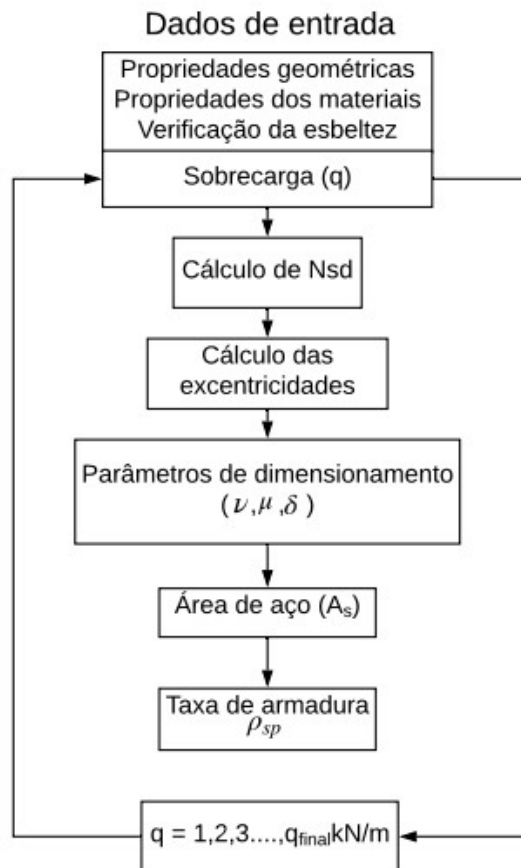 Dados de entrada
Propriedades geométricas
Propriedades dos materiais
Verificação da esbeltez
Sobrecarga (q)
Cálculo de Nsd
Cálculo das
excentricidades
Parâmetros de dimensionamento
(ν,μ,δ)
Área de aço (Aₛ)
Taxa de armadura
ρsp
q = 1,2,3....,qfinalkN/m